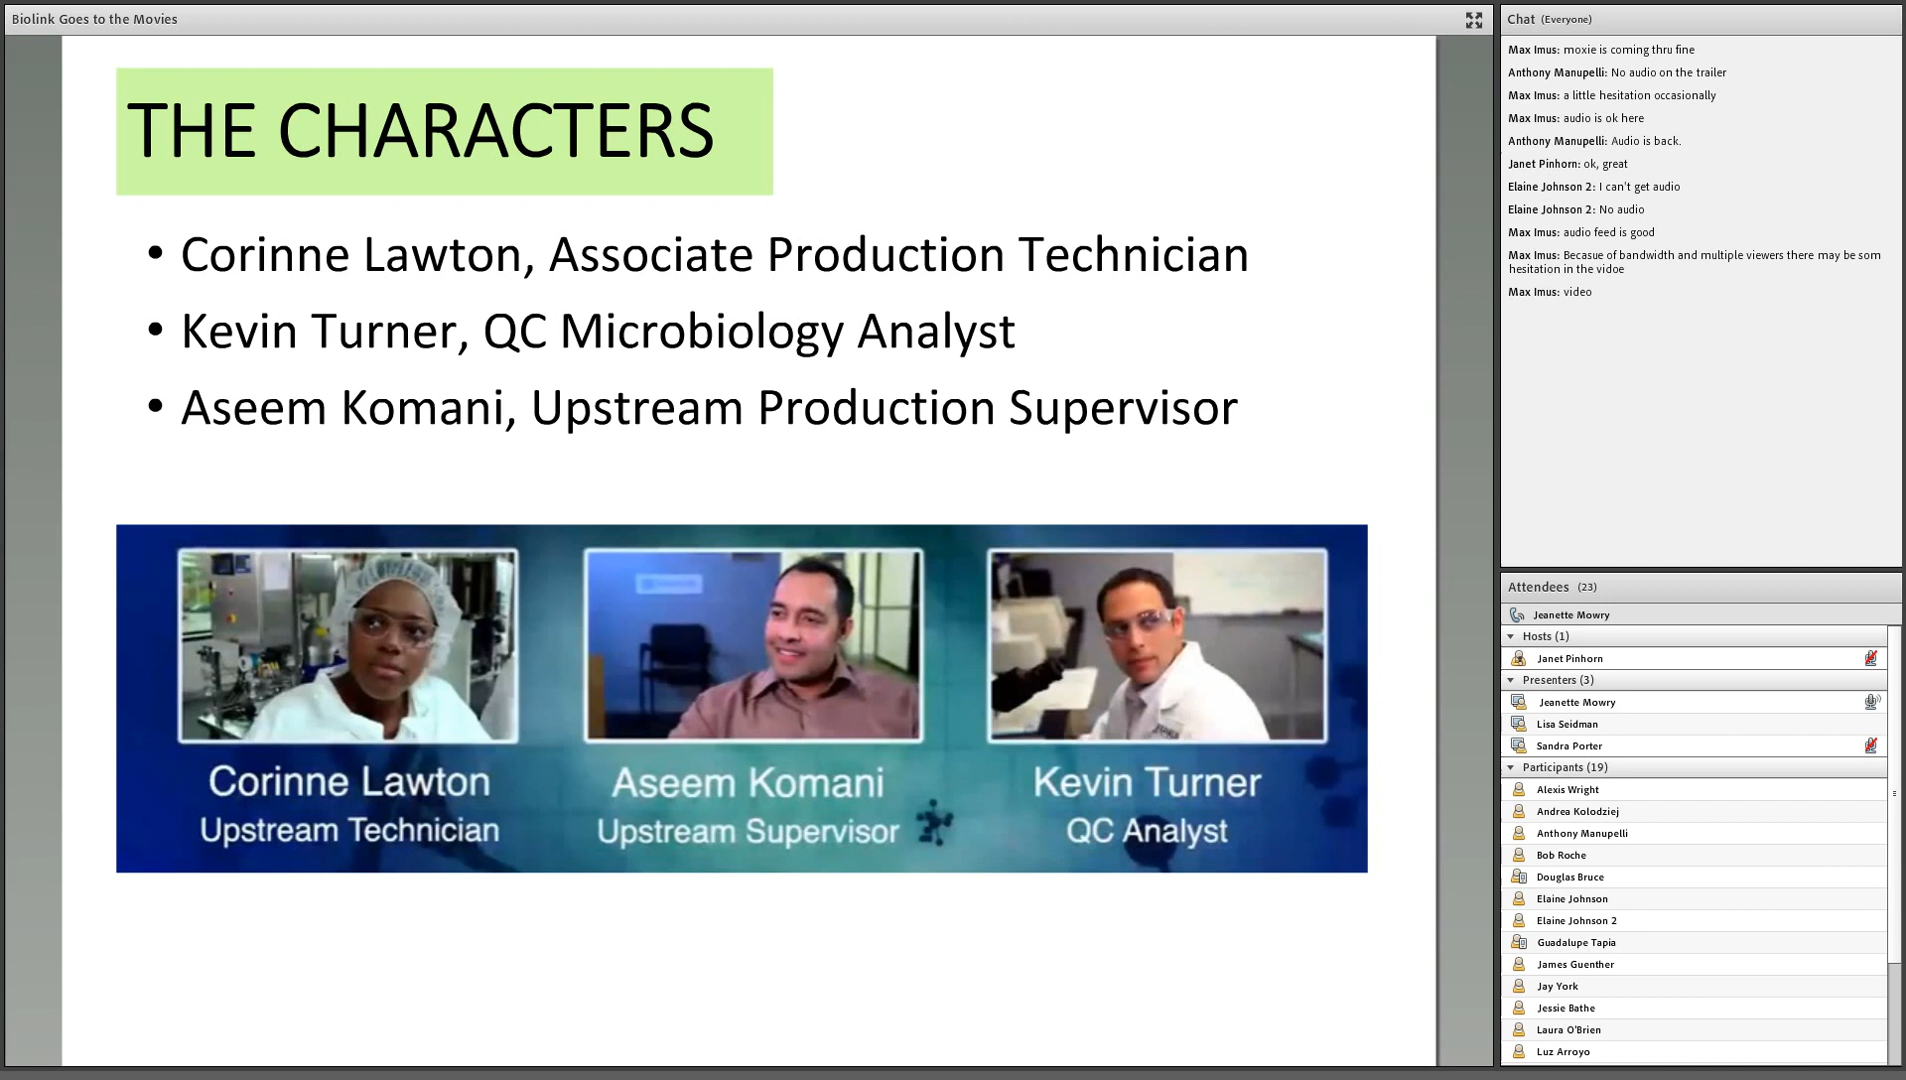 Biolink Goes to the Movies
THE CHARACTERS
• Corinne Lawton, Associate Production Technician
• Kevin Turner, QC Microbiology Analyst
• Aseem Komani, Upstream Production Supervisor
Corinne Lawton
Upstream Technician
Aseem Komani
Upstream Supervisor
Kevin Turner
QC Analyst
Chat (Everyone)
Max Imus: moxie is coming thru fine
Anthony Manupelli: No audio on the trailer
Max Imus: a little hesitation occasionally
Max Imus: audio is ok here
Anthony Manupelli: Audio is back.
Janet Pinhorn: ok, great
Elaine Johnson 2: I can't get audio
Elaine Johnson 2: No audio
Max Imus: audio feed is good
Max Imus: Becasue of bandwidth and multiple viewers there may be som
hesitation in the vidoe
Max Imus: video
Attendees (23)
Jeanette Mowry
Hosts (1)
Janet Pinhorn
Presenters (3)
Jeanette Mowry
Lisa Seidman
Sandra Porter
Participants (19)
Alexis Wright
Andrea Kolodziej
Anthony Manupelli
Bob Roche
Douglas Bruce
Elaine Johnson
Elaine Johnson 2
Guadalupe Tapia
James Guenther
Jay York
Jessie Bathe
Laura O'Brien
Luz Arroyo